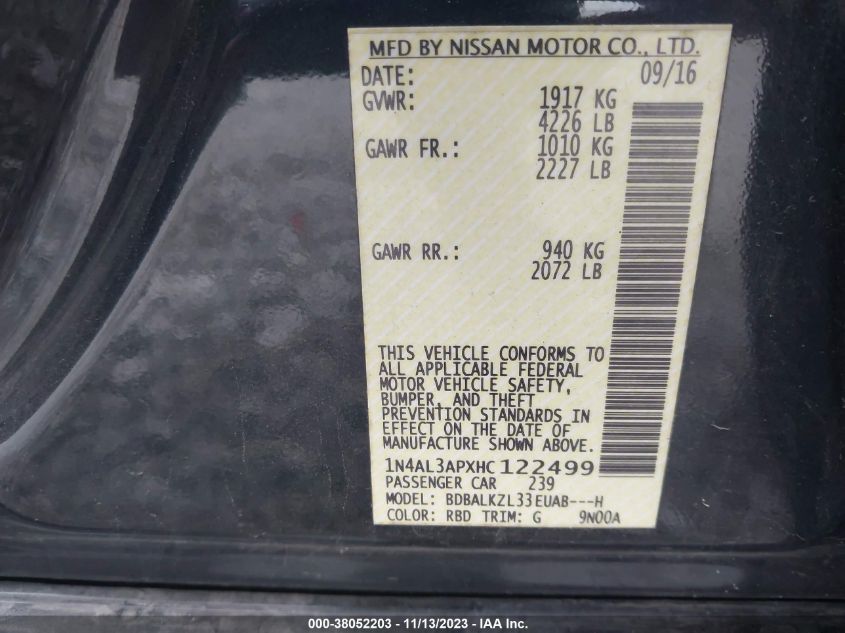 MFD BY NISSAN MOTOR CO., LTD.
DATE: 09/16
GVWR: 1917 KG
4226 LB
GAWR FR.: 1010 KG
2227 LB
GAWR RR.: 940 KG
2072 LB
THIS VEHICLE CONFORMS TO
ALL APPLICABLE FEDERAL
MOTOR VEHICLE SAFETY,
BUMPER, AND THEFT
PREVENTION STANDARDS IN
EFFECT ON THE DATE OF
MANUFACTURE SHOWN ABOVE.
1N4AL3APXHC122499
PASSENGER CAR 239
MODEL: BDBALKZL33EUAB---H
COLOR: RBD TRIM: G 9N00A
000-38052203 - 11/13/2023 - IAA Inc.